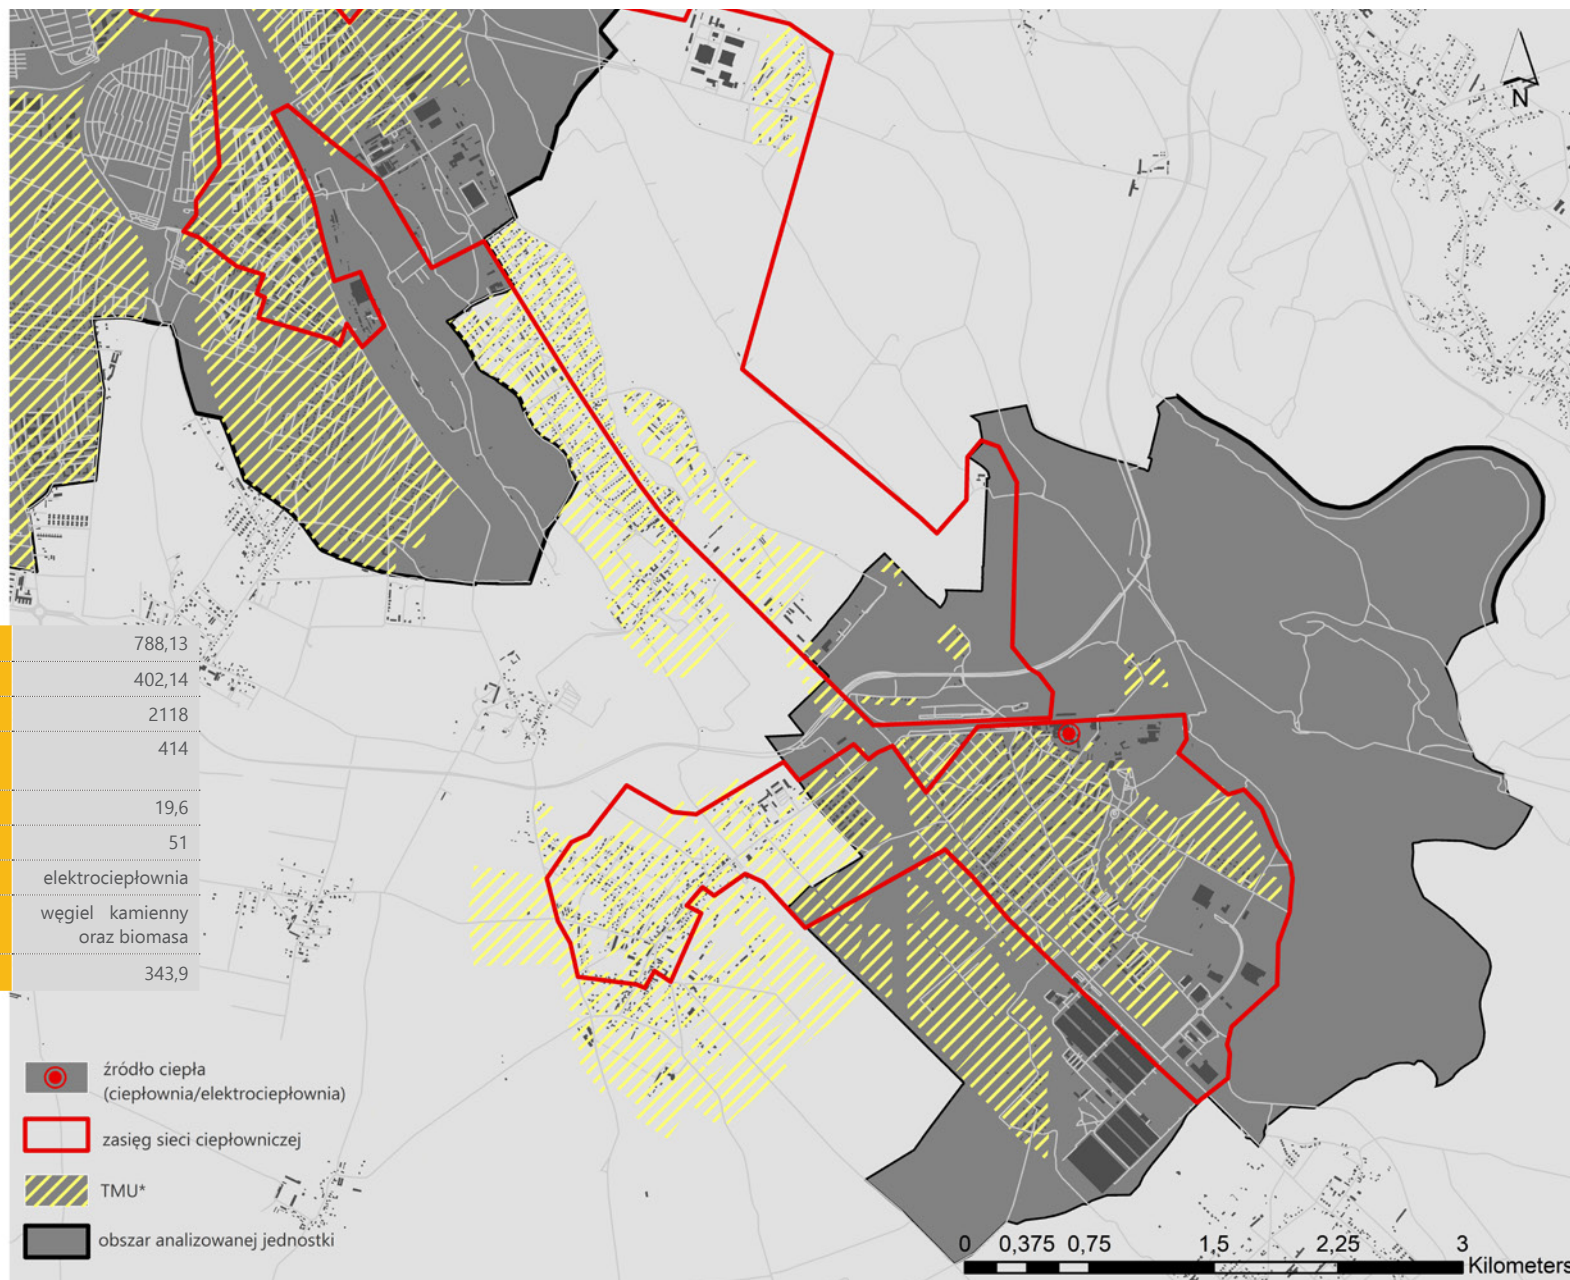 N
788,13
402,14
2118
414
19,6
51
elektrociepłownia
węgiel kamienny
oraz biomasa
343,9
źródło ciepła
(ciepłownia/elektrociepłownia)
zasięg sieci ciepłowniczej
TMU*
obszar analizowanej jednostki
0 0,375 0,75 1,5 2,25 3
Kilometers